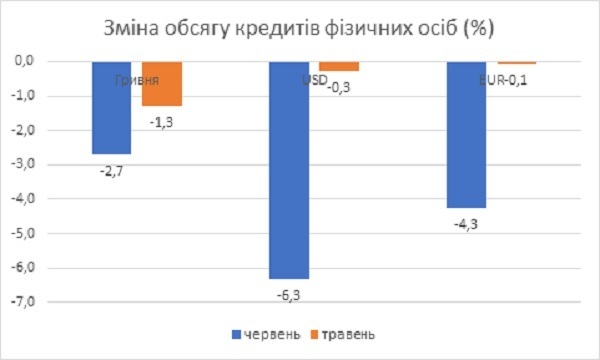 Зміна обсягу кредитів фізичних осіб (%)
0,0
-1,0
-2,0
-3,0
-4,0
-5,0
-6,0
-7,0
Гривня
USD
EUR
-2,7
-1,3
-6,3
-0,3
-4,3
-0,1
червень
травень